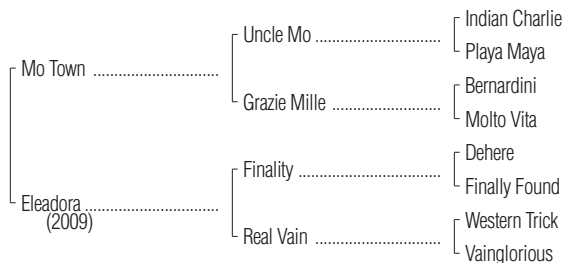 Indian Charlie
Uncle Mo ........................................
Playa Maya
Mo Town ........................................
Bernardini
Grazie Mille ...................................
Molto Vita
Dehere
Finality ...........................................
Finally Found
Eleadora ........................................
(2009)
Western Trick
Real Vain ........................................
Vainglorious